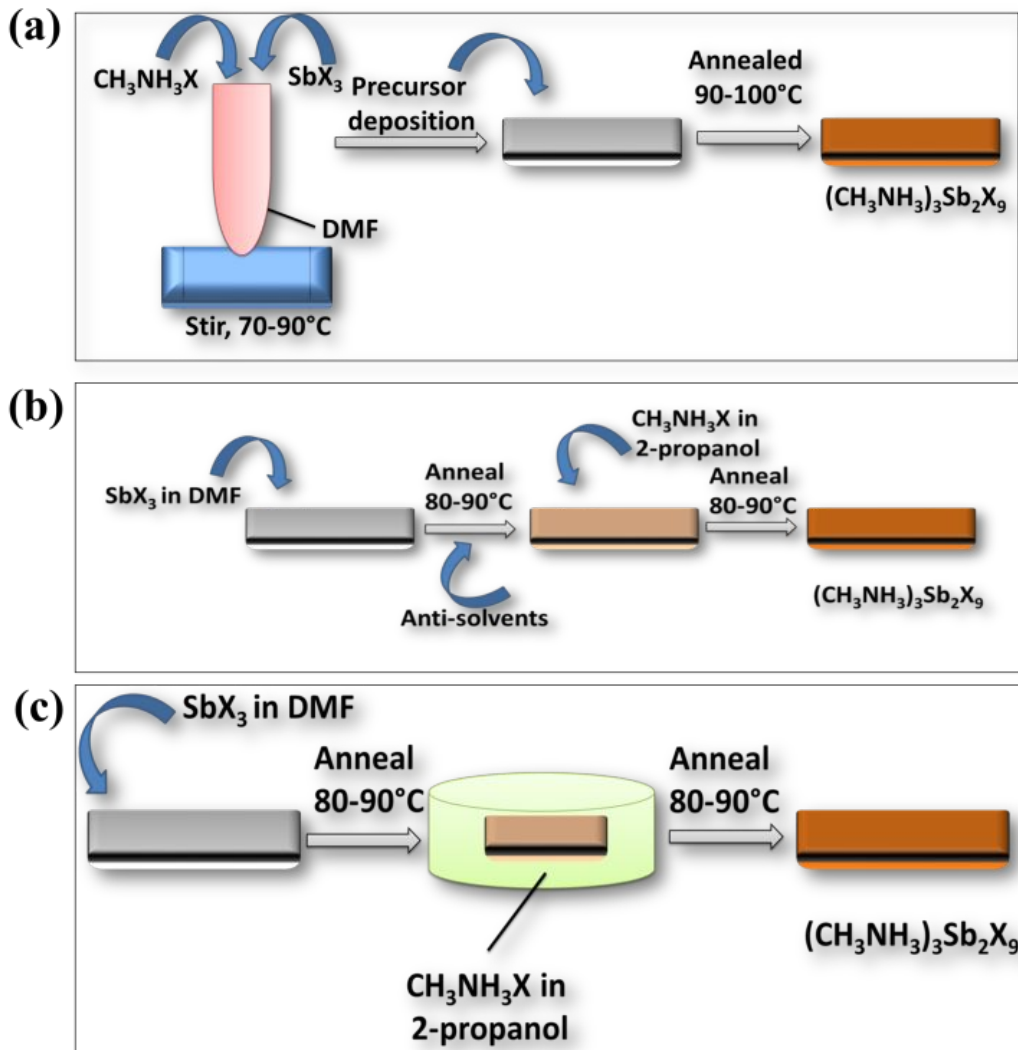 (a)
CH₃NH₃X
SbX₃
DMF
Stir, 70-90°C
Precursor
deposition
Annealed
90-100°C
(CH₃NH₃)₃Sb₂X₉
(b)
SbX₃ in DMF
Anneal
80-90°C
Anti-solvents
CH₃NH₃X in
2-propanol
Anneal
80-90°C
(CH₃NH₃)₃Sb₂X₉
(c)
SbX₃ in DMF
Anneal
80-90°C
CH₃NH₃X in
2-propanol
Anneal
80-90°C
(CH₃NH₃)₃Sb₂X₉